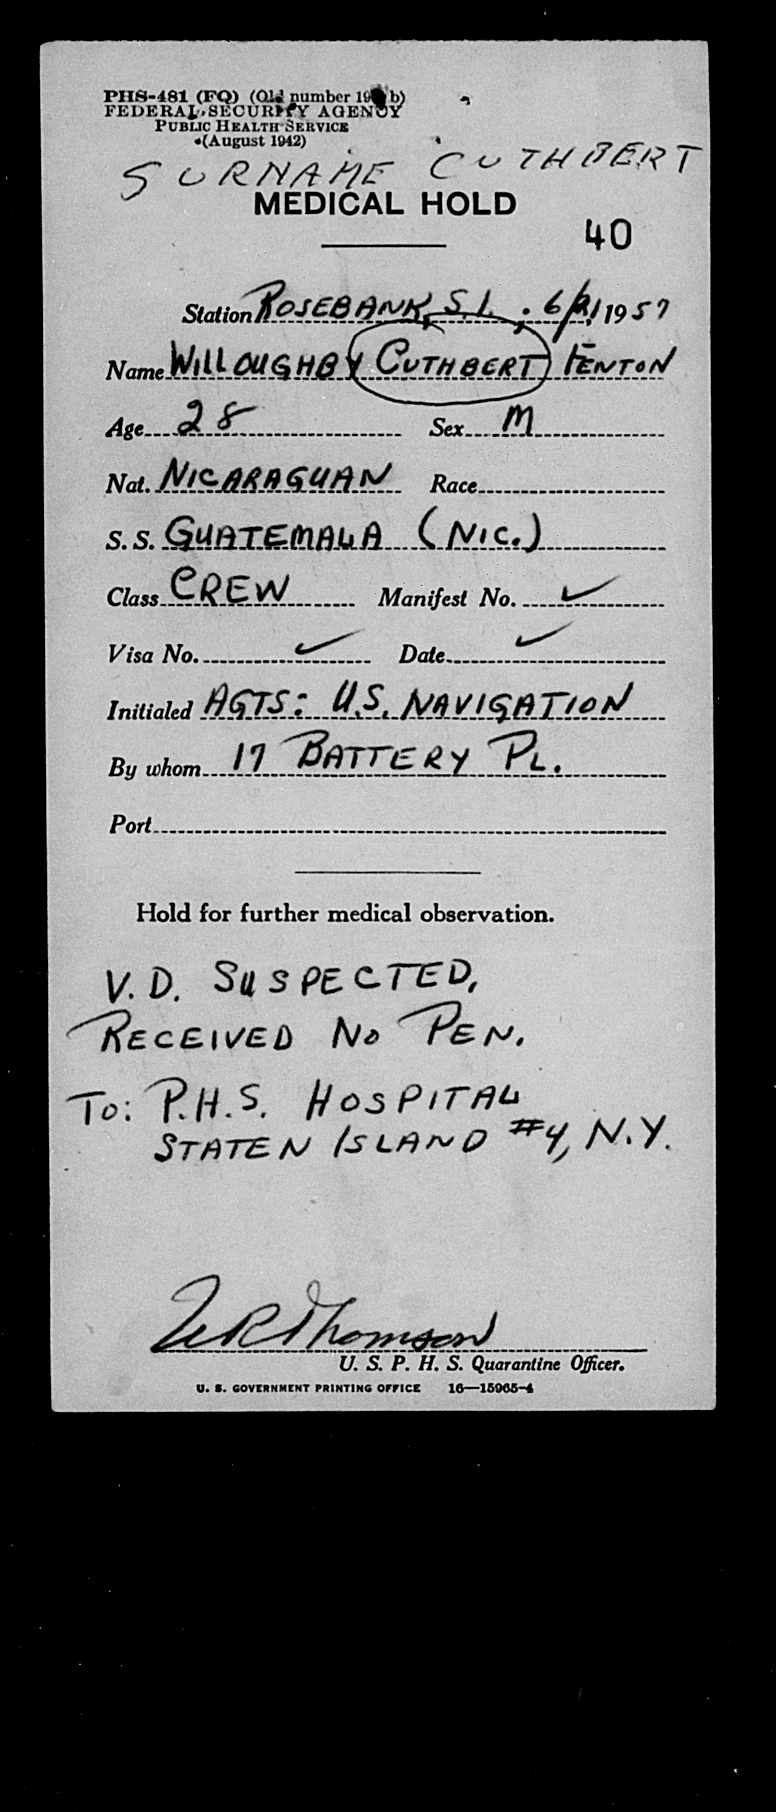 PHS-481 (FQ) (Old number 19 b)
FEDERAL SECURITY AGENCY
PUBLIC HEALTH SERVICE
(August 1942)
SURNAME CUTHBERT
MEDICAL HOLD
40
Station ROSEBANK, S.I. 6/ /1957
Name WILLOUGHBY CUTHBERT FENTON
Age 28 Sex M
Nat. NICARAGUAN Race
S. S. GUATEMALA (NIC.)
Class CREW Manifest No. ✓
Visa No. ✓ Date ✓
Initialed AGTS: U.S. NAVIGATION
By whom 17 BATTERY PL.
Port
Hold for further medical observation.
V.D. SUSPECTED,
RECEIVED NO PEN.
TO: P.H.S. HOSPITAL
STATEN ISLAND #4, N.Y.
Thomson
U. S. P. H. S. Quarantine Officer.
U. S. GOVERNMENT PRINTING OFFICE 16—15965-4